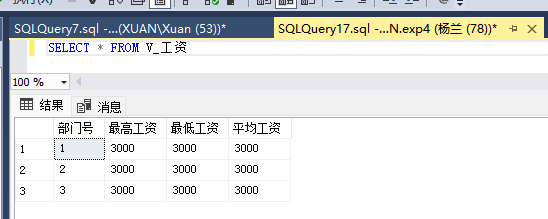 SQLQuery7.sql -...(XUAN\Xuan (53))*
SQLQuery17.sql -...N.exp4 (杨兰 (78))*
SELECT * FROM V_工资
100 %
结果 消息
部门号 最高工资 最低工资 平均工资
1 1 3000 3000 3000
2 2 3000 3000 3000
3 3 3000 3000 3000